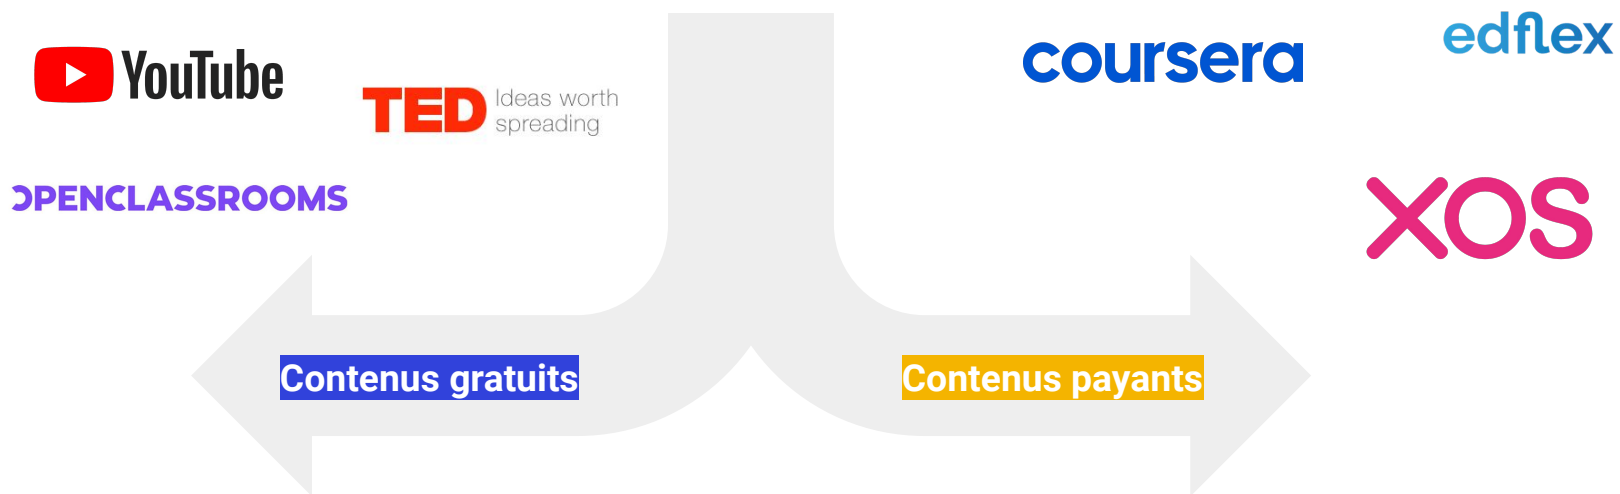 YouTube
TED Ideas worth
spreading
OPENCLASSROOMS
coursera
edflex
XOS
Contenus gratuits
Contenus payants